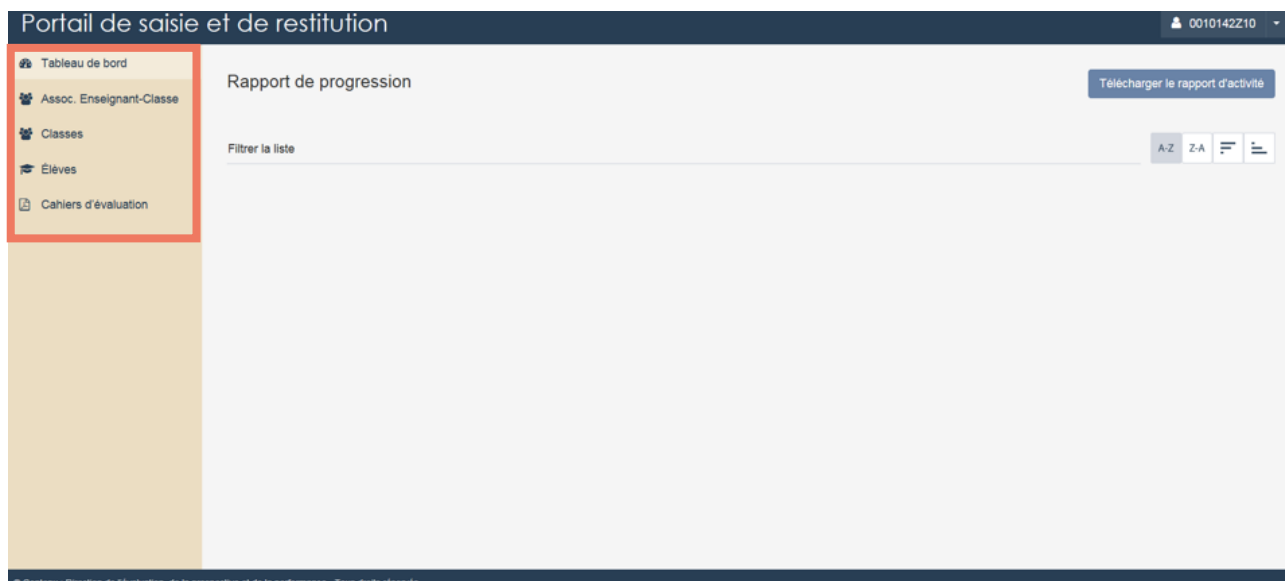 Portail de saisie et de restitution
0010142Z10
Tableau de bord
Assoc. Enseignant-Classe
Classes
Élèves
Cahiers d'évaluation
Rapport de progression
Télécharger le rapport d'activité
Filtrer la liste
A-Z Z-A